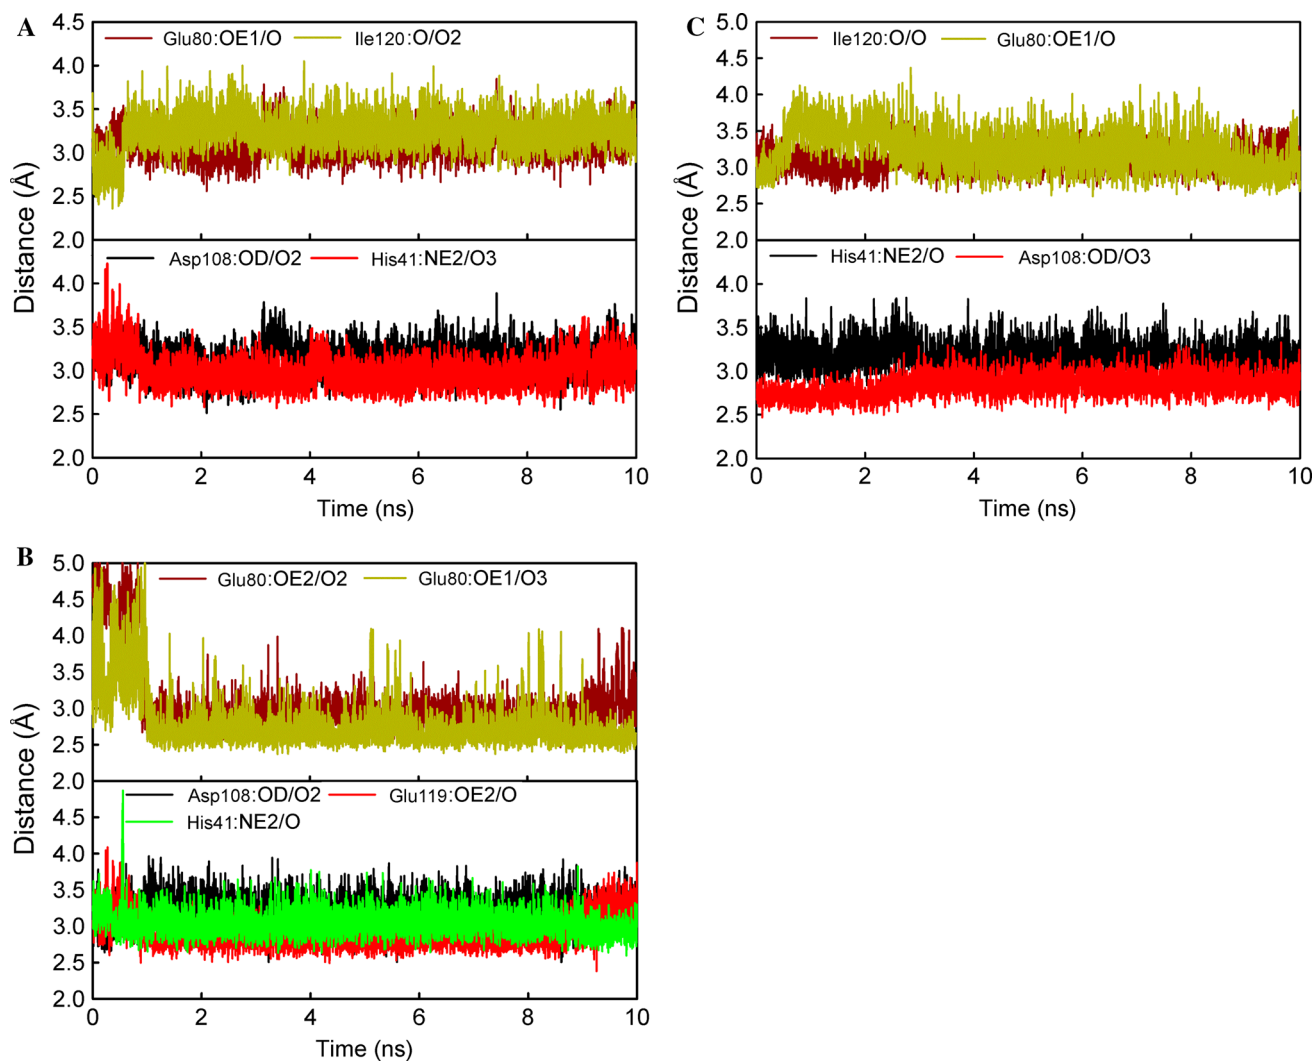 A
4.5
Glu80:OE1/O Ile120:O/O2
4.0
3.5
3.0
2.5
2.0
Asp108:OD/O2 His41:NE2/O3
4.0
3.5
3.0
2.5
2.0
Distance (Å)
0 2 4 6 8 10
Time (ns)
C
5.0
Ile120:O/O Glu80:OE1/O
4.5
4.0
3.5
3.0
2.5
2.0
His41:NE2/O Asp108:OD/O3
4.0
3.5
3.0
2.5
2.0
Distance (Å)
0 2 4 6 8 10
Time (ns)
B
5.0
Glu80:OE2/O2 Glu80:OE1/O3
4.5
4.0
3.5
3.0
2.5
2.0
Asp108:OD/O2 Glu119:OE2/O
His41:NE2/O
4.5
4.0
3.5
3.0
2.5
2.0
Distance (Å)
0 2 4 6 8 10
Time (ns)